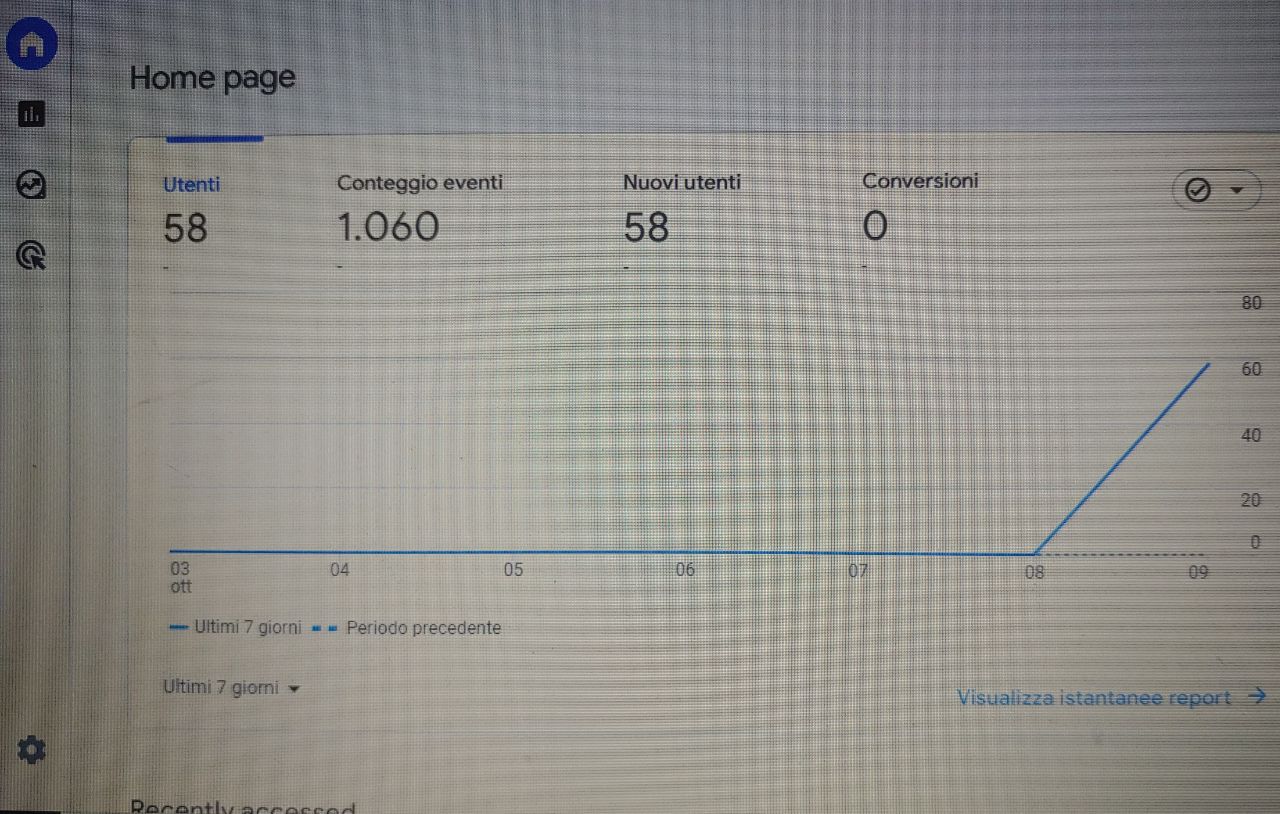 Home page
Utenti Conteggio eventi Nuovi utenti Conversioni
58 1.060 58 0
- - - -
80
60
40
20
0
03 04 05 06 07 08 09
ott
Ultimi 7 giorni Periodo precedente
Ultimi 7 giorni
Visualizza istantanee report
Recently accessed